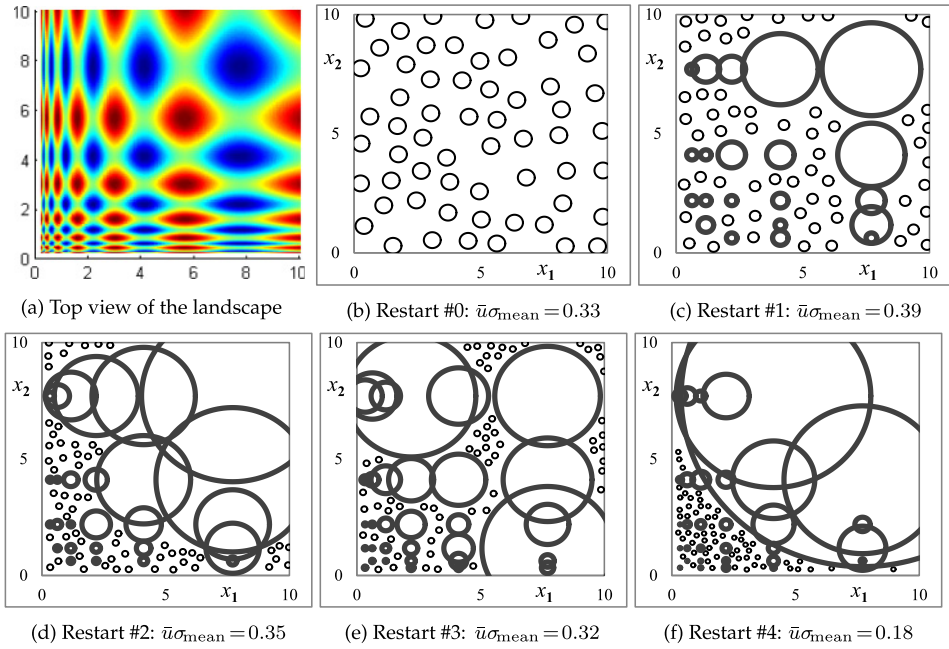 10
8
6
4
2
0
0 2 4 6 8 10
(a) Top view of the landscape
10
x₂
5
0
5 x₁ 10
(b) Restart #0: ūσmean = 0.33
10
x₂
5
0
5 x₁ 10
(c) Restart #1: ūσmean = 0.39
10
x₂
5
0
5 x₁ 10
(d) Restart #2: ūσmean = 0.35
10
x₂
5
0
5 x₁ 10
(e) Restart #3: ūσmean = 0.32
10
x₂
5
0
5 x₁ 10
(f) Restart #4: ūσmean = 0.18